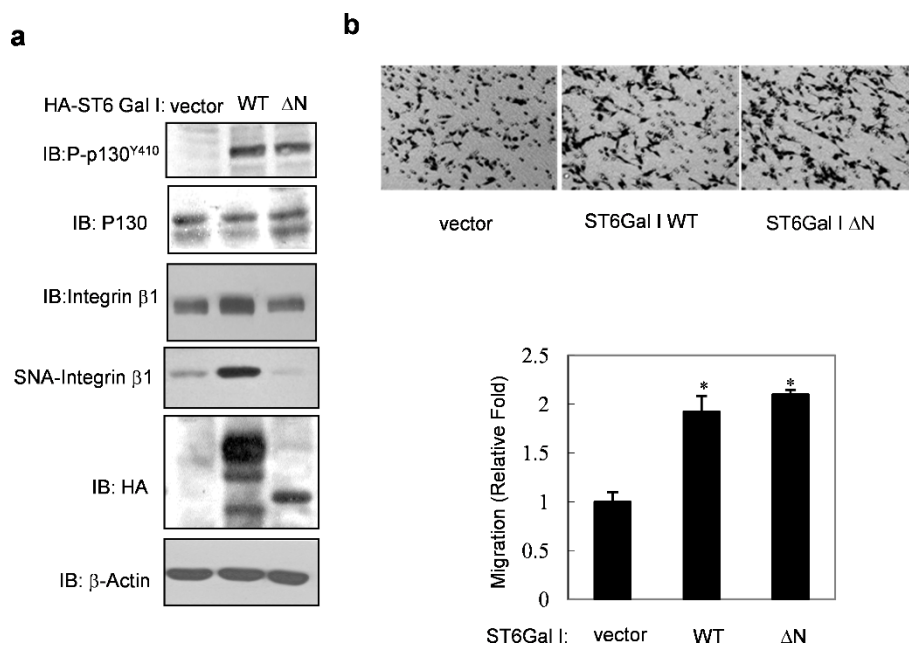 a
HA-ST6 Gal I: vector WT ΔN
IB:P-p130Y410
IB: P130
IB:Integrin β1
SNA-Integrin β1
IB: HA
IB: β-Actin
b
vector ST6Gal I WT ST6Gal I ΔN
Migration (Relative Fold)
2.5
2
1.5
1
0.5
0
* *
ST6Gal I: vector WT ΔN